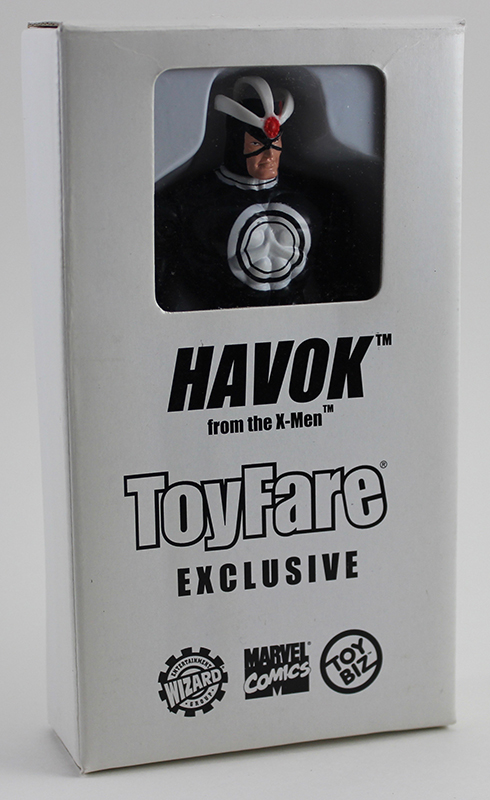 HAVOK™
from the X-Men™
ToyFare®
EXCLUSIVE
ENTERTAINMENT
WIZARD
GROUP
MARVEL
COMICS
TOY
BIZ